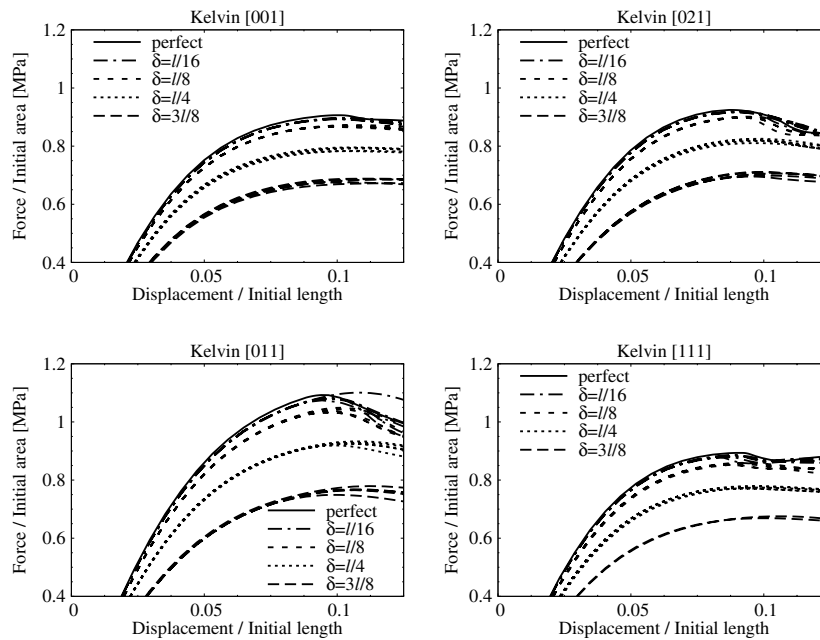 Kelvin [001]
Force / Initial area [MPa]
1.2
1
0.8
0.6
0.4
perfect
δ=l/16
δ=l/8
δ=l/4
δ=3l/8
0 0.05 0.1
Displacement / Initial length
Kelvin [021]
Force / Initial area [MPa]
1.2
1
0.8
0.6
0.4
perfect
δ=l/16
δ=l/8
δ=l/4
δ=3l/8
0 0.05 0.1
Displacement / Initial length
Kelvin [011]
Force / Initial area [MPa]
1.2
1
0.8
0.6
0.4
perfect
δ=l/16
δ=l/8
δ=l/4
δ=3l/8
0 0.05 0.1
Displacement / Initial length
Kelvin [111]
Force / Initial area [MPa]
1.2
1
0.8
0.6
0.4
perfect
δ=l/16
δ=l/8
δ=l/4
δ=3l/8
0 0.05 0.1
Displacement / Initial length